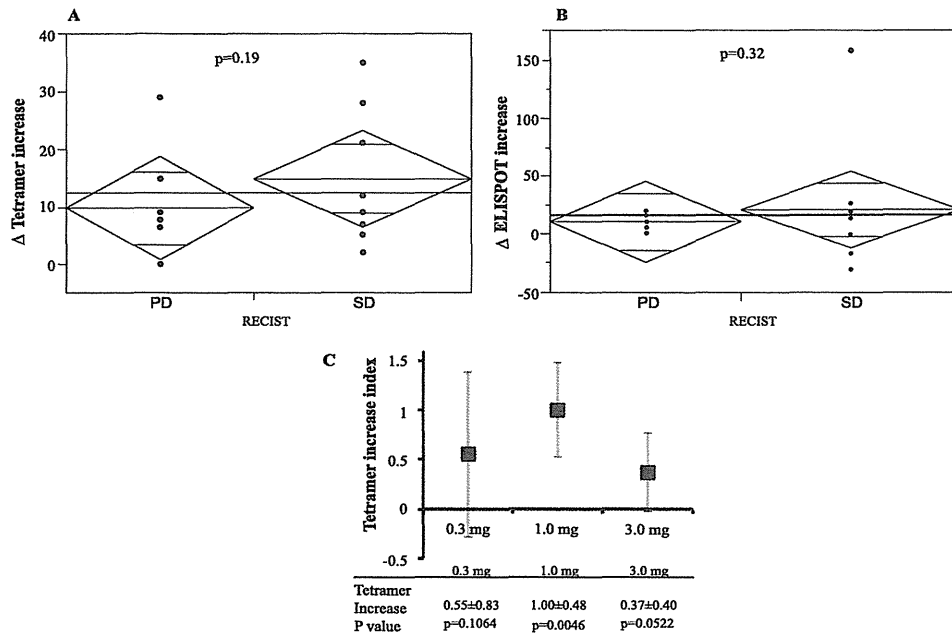 A
Δ Tetramer increase
40
30
20
10
0
p=0.19
PD
SD
RECIST
B
Δ ELISPOT increase
150
100
50
0
-50
p=0.32
PD
SD
RECIST
C
Tetramer increase index
1.5
1
0.5
0
-0.5
0.3 mg 1.0 mg 3.0 mg
0.3 mg 1.0 mg 3.0 mg
Tetramer
Increase 0.55±0.83 1.00±0.48 0.37±0.40
P value p=0.1064 p=0.0046 p=0.0522